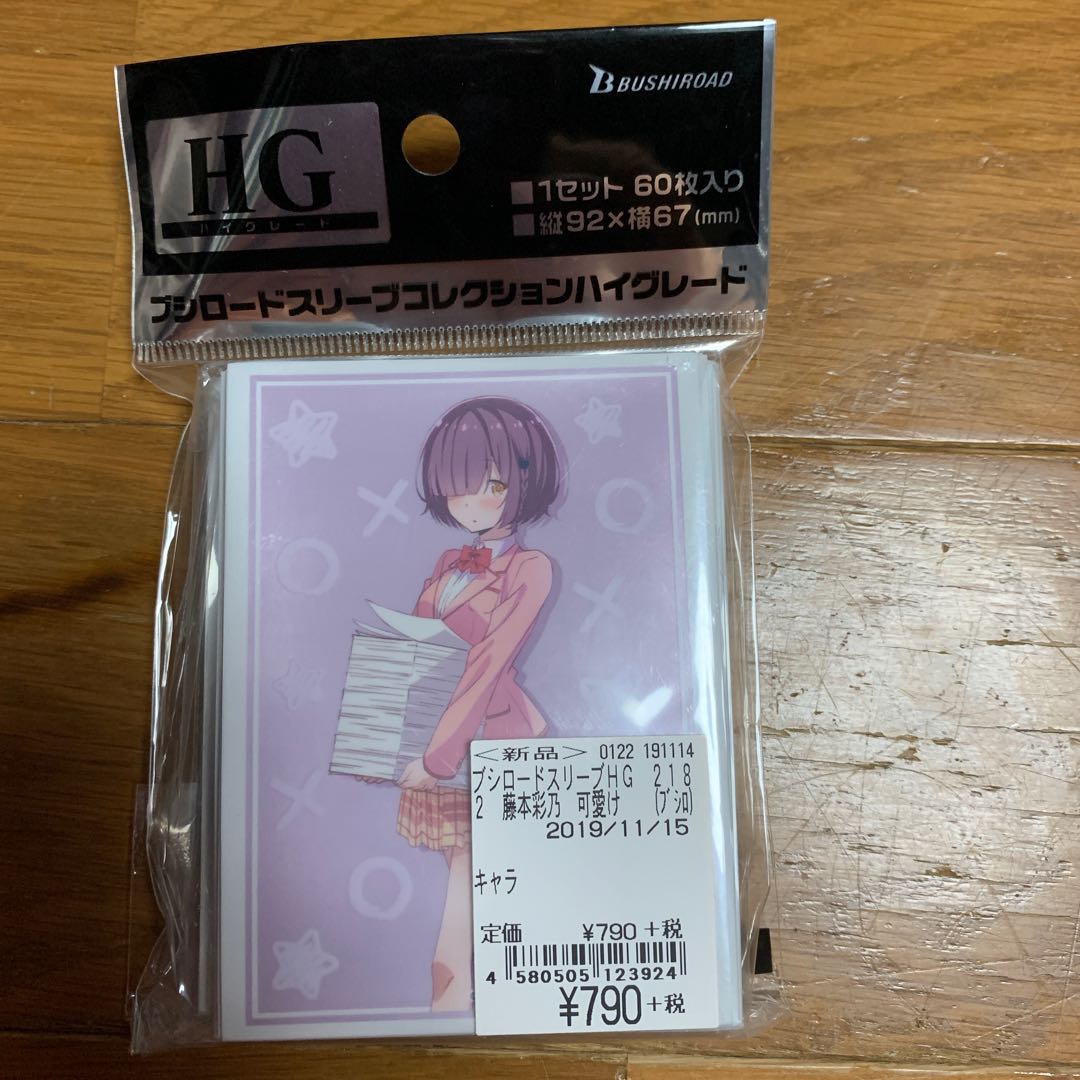 BUSHIROAD
HG
ハイグレード
■1セット 60枚入り
■縦92×横67(mm)
ブシロードスリーブコレクションハイグレード
<新品> 0122 191114
ブシロードスリーブHG 218
2 藤本彩乃 可愛け (ブシロ)
2019/11/15
キャラ
定価 ¥790+税
4 580505 123924
¥790+税